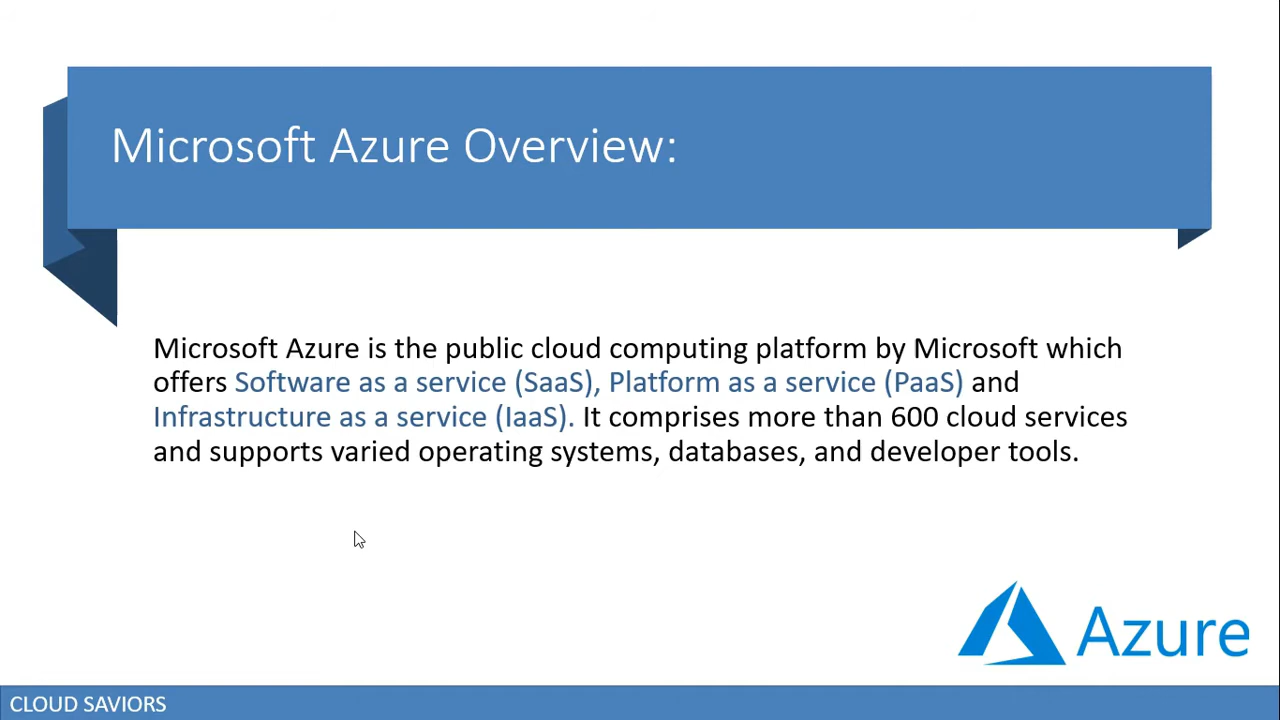 Microsoft Azure Overview:
Microsoft Azure is the public cloud computing platform by Microsoft which
offers Software as a service (SaaS), Platform as a service (PaaS) and
Infrastructure as a service (IaaS). It comprises more than 600 cloud services
and supports varied operating systems, databases, and developer tools.
Azure
CLOUD SAVIORS